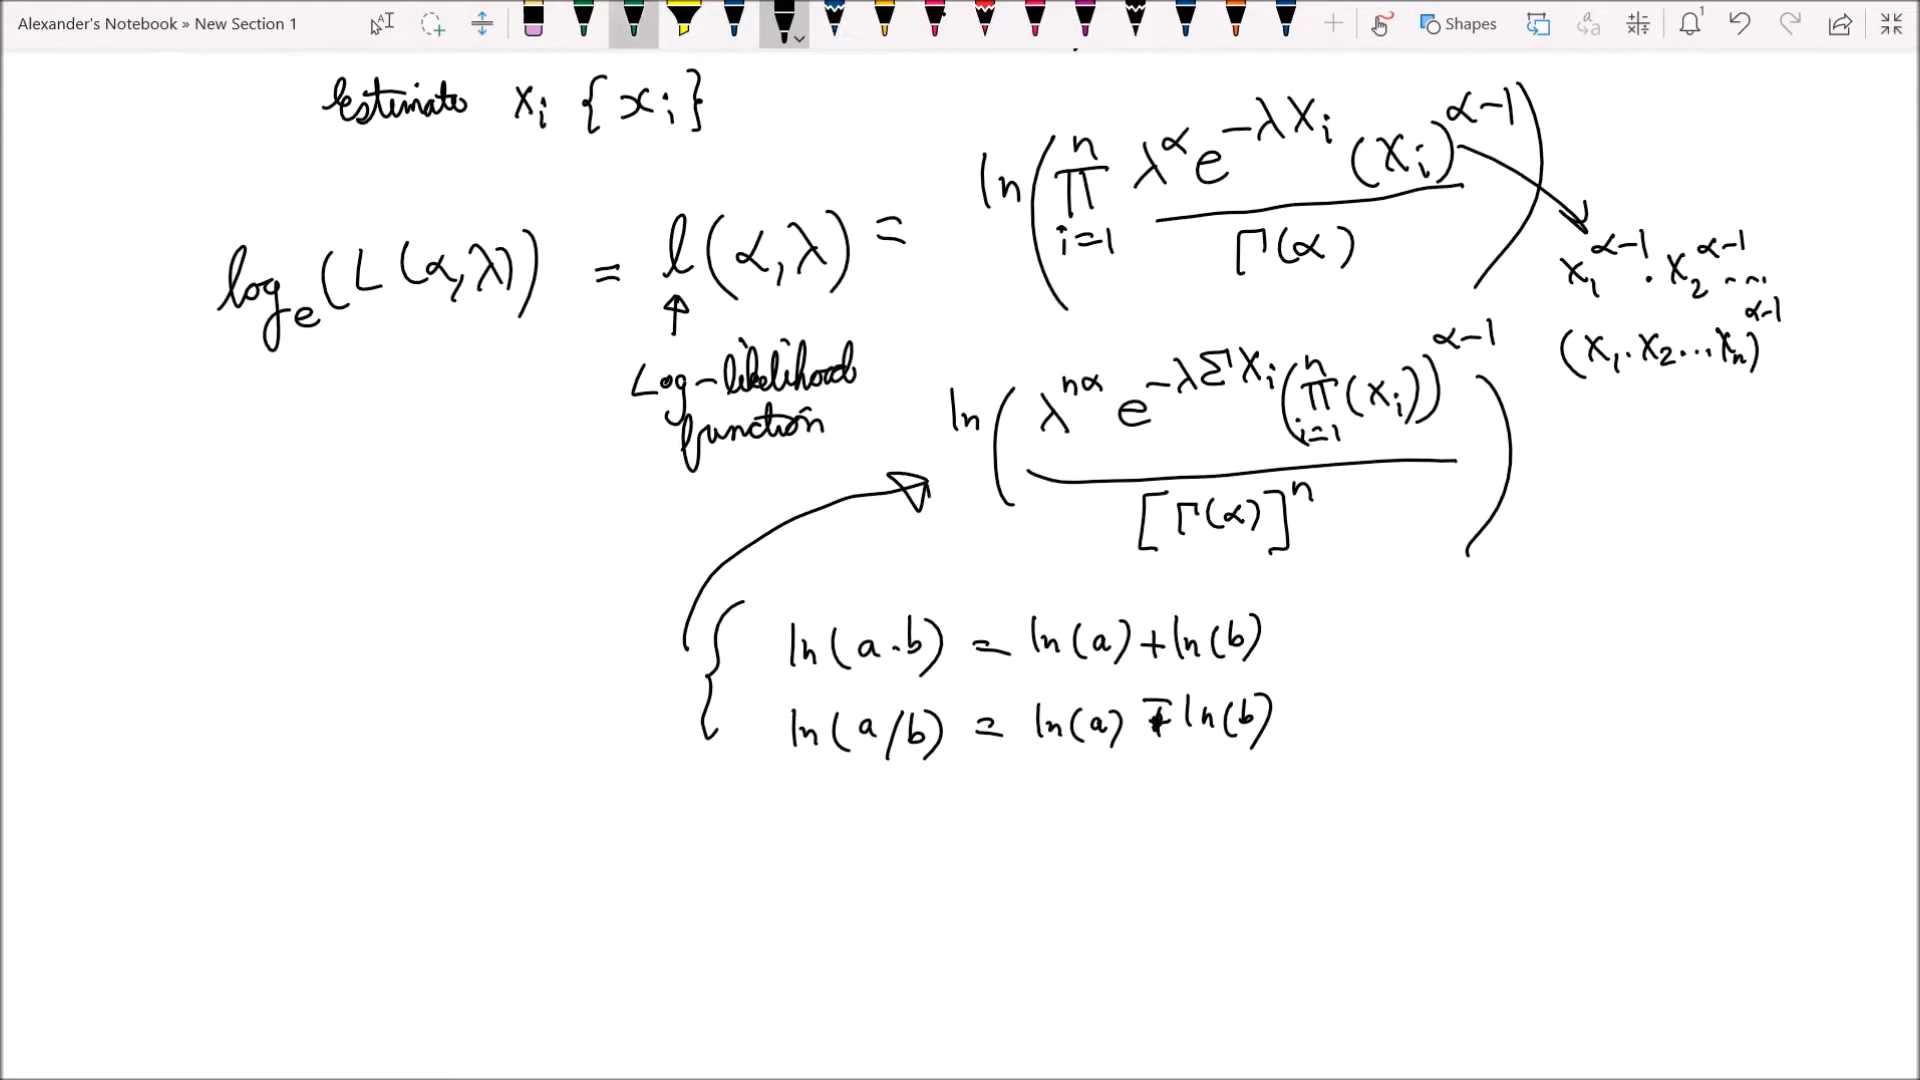 Alexander's Notebook » New Section 1
Shapes
1
Estimate Xi {xi}
logₑ(L(α,λ)) = l(α,λ) =
Log-likelihood
function
ln(∏ᵢ₌₁ⁿ λ^α e^(-λXi) (Xi)^(α-1) / Γ(α))
X₁^(α-1) · X₂^(α-1) ....
(X₁.X₂...Xn)^(α-1)
ln(λ^(nα) e^(-λΣXi) (∏ᵢ₌₁ⁿ(Xi))^(α-1) / [Γ(α)]^n)
ln(a.b) = ln(a)+ln(b)
ln(a/b) = ln(a) - ln(b)